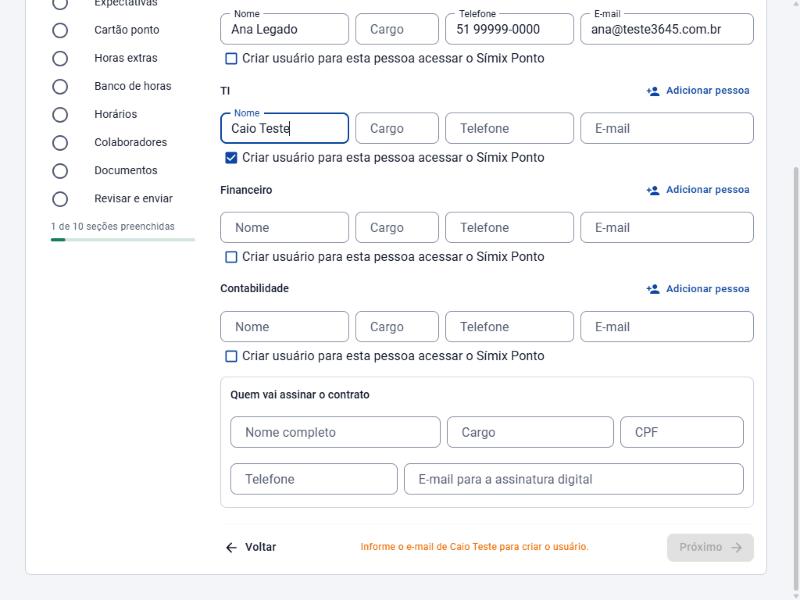 Expectativas
Cartão ponto
Horas extras
Banco de horas
Horários
Colaboradores
Documentos
Revisar e enviar
1 de 10 seções preenchidas
Nome
Ana Legado
Cargo
Telefone
51 99999-0000
E-mail
ana@teste3645.com.br
Criar usuário para esta pessoa acessar o Símix Ponto
TI
Adicionar pessoa
Nome
Caio Teste
Cargo
Telefone
E-mail
Criar usuário para esta pessoa acessar o Símix Ponto
Financeiro
Adicionar pessoa
Nome
Cargo
Telefone
E-mail
Criar usuário para esta pessoa acessar o Símix Ponto
Contabilidade
Adicionar pessoa
Nome
Cargo
Telefone
E-mail
Criar usuário para esta pessoa acessar o Símix Ponto
Quem vai assinar o contrato
Nome completo
Cargo
CPF
Telefone
E-mail para a assinatura digital
Voltar
Informe o e-mail de Caio Teste para criar o usuário.
Próximo